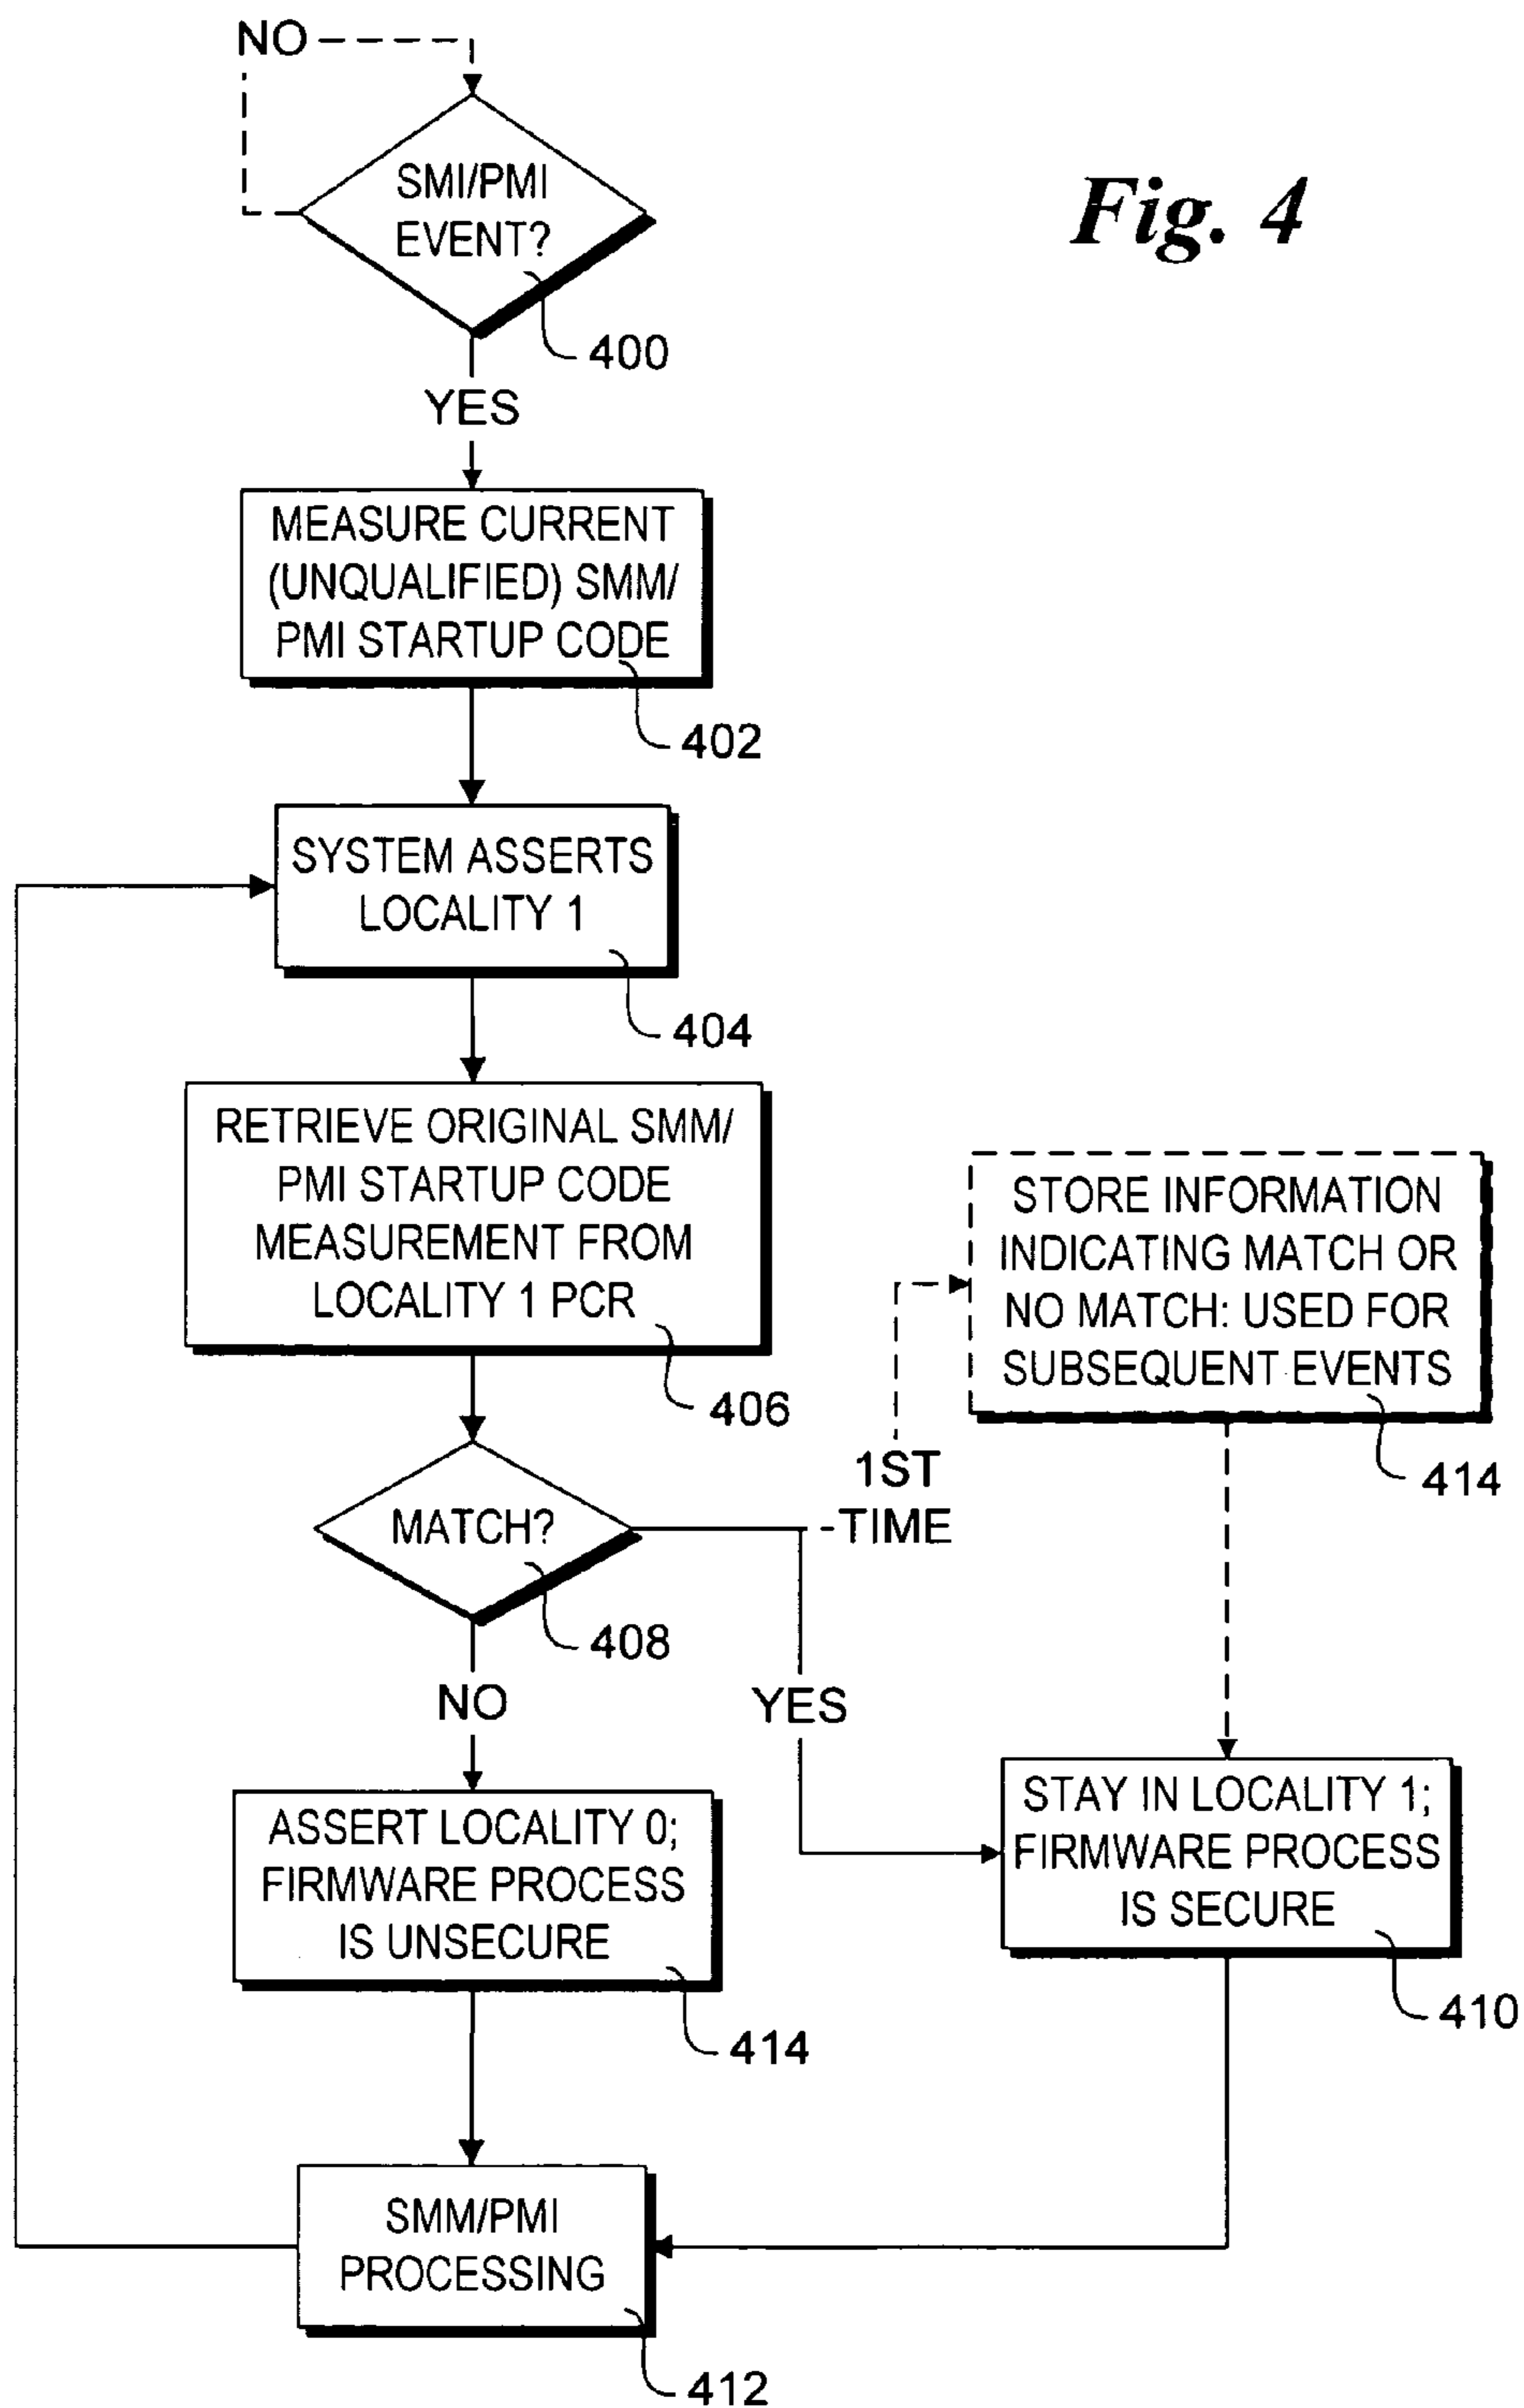 NO
SMI/PMI
EVENT?
Fig. 4
400
YES
MEASURE CURRENT
(UNQUALIFIED) SMM/
PMI STARTUP CODE
402
SYSTEM ASSERTS
LOCALITY 1
404
RETRIEVE ORIGINAL SMM/
PMI STARTUP CODE
MEASUREMENT FROM
LOCALITY 1 PCR
406
STORE INFORMATION
INDICATING MATCH OR
NO MATCH: USED FOR
SUBSEQUENT EVENTS
414
1ST
TIME
MATCH?
408
NO
YES
ASSERT LOCALITY 0;
FIRMWARE PROCESS
IS UNSECURE
414
STAY IN LOCALITY 1;
FIRMWARE PROCESS
IS SECURE
410
SMM/PMI
PROCESSING
412